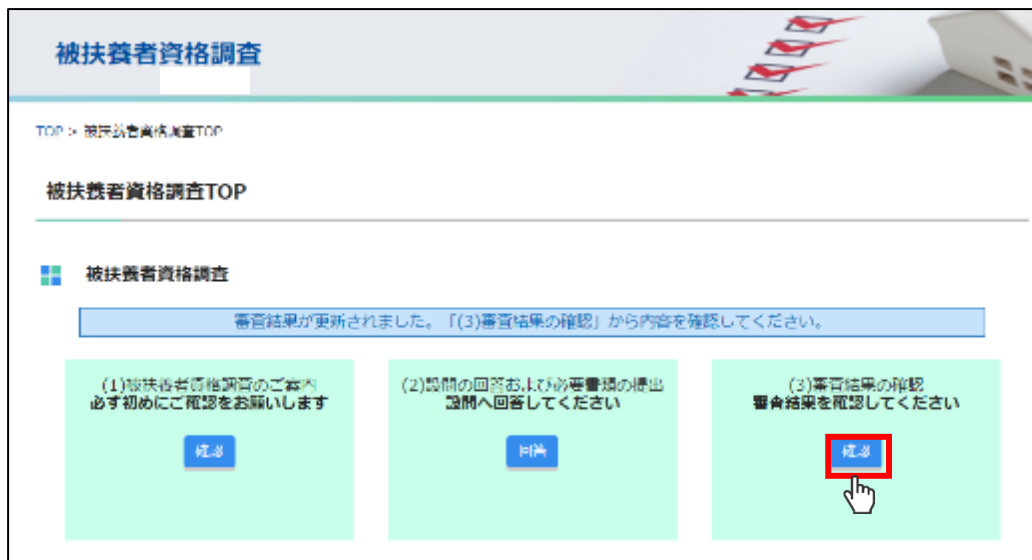 被扶養者資格調査
TOP > 被扶養者資格調査TOP
被扶養者資格調査TOP
被扶養者資格調査
審査結果が更新されました。「(3)審査結果の確認」から内容を確認してください。
(1)被扶養者資格調査のご案内
必ず初めにご確認をお願いします
確認
(2)設問の回答および必要書類の提出
設問へ回答してください
回答
(3)審査結果の確認
審査結果を確認してください
確認